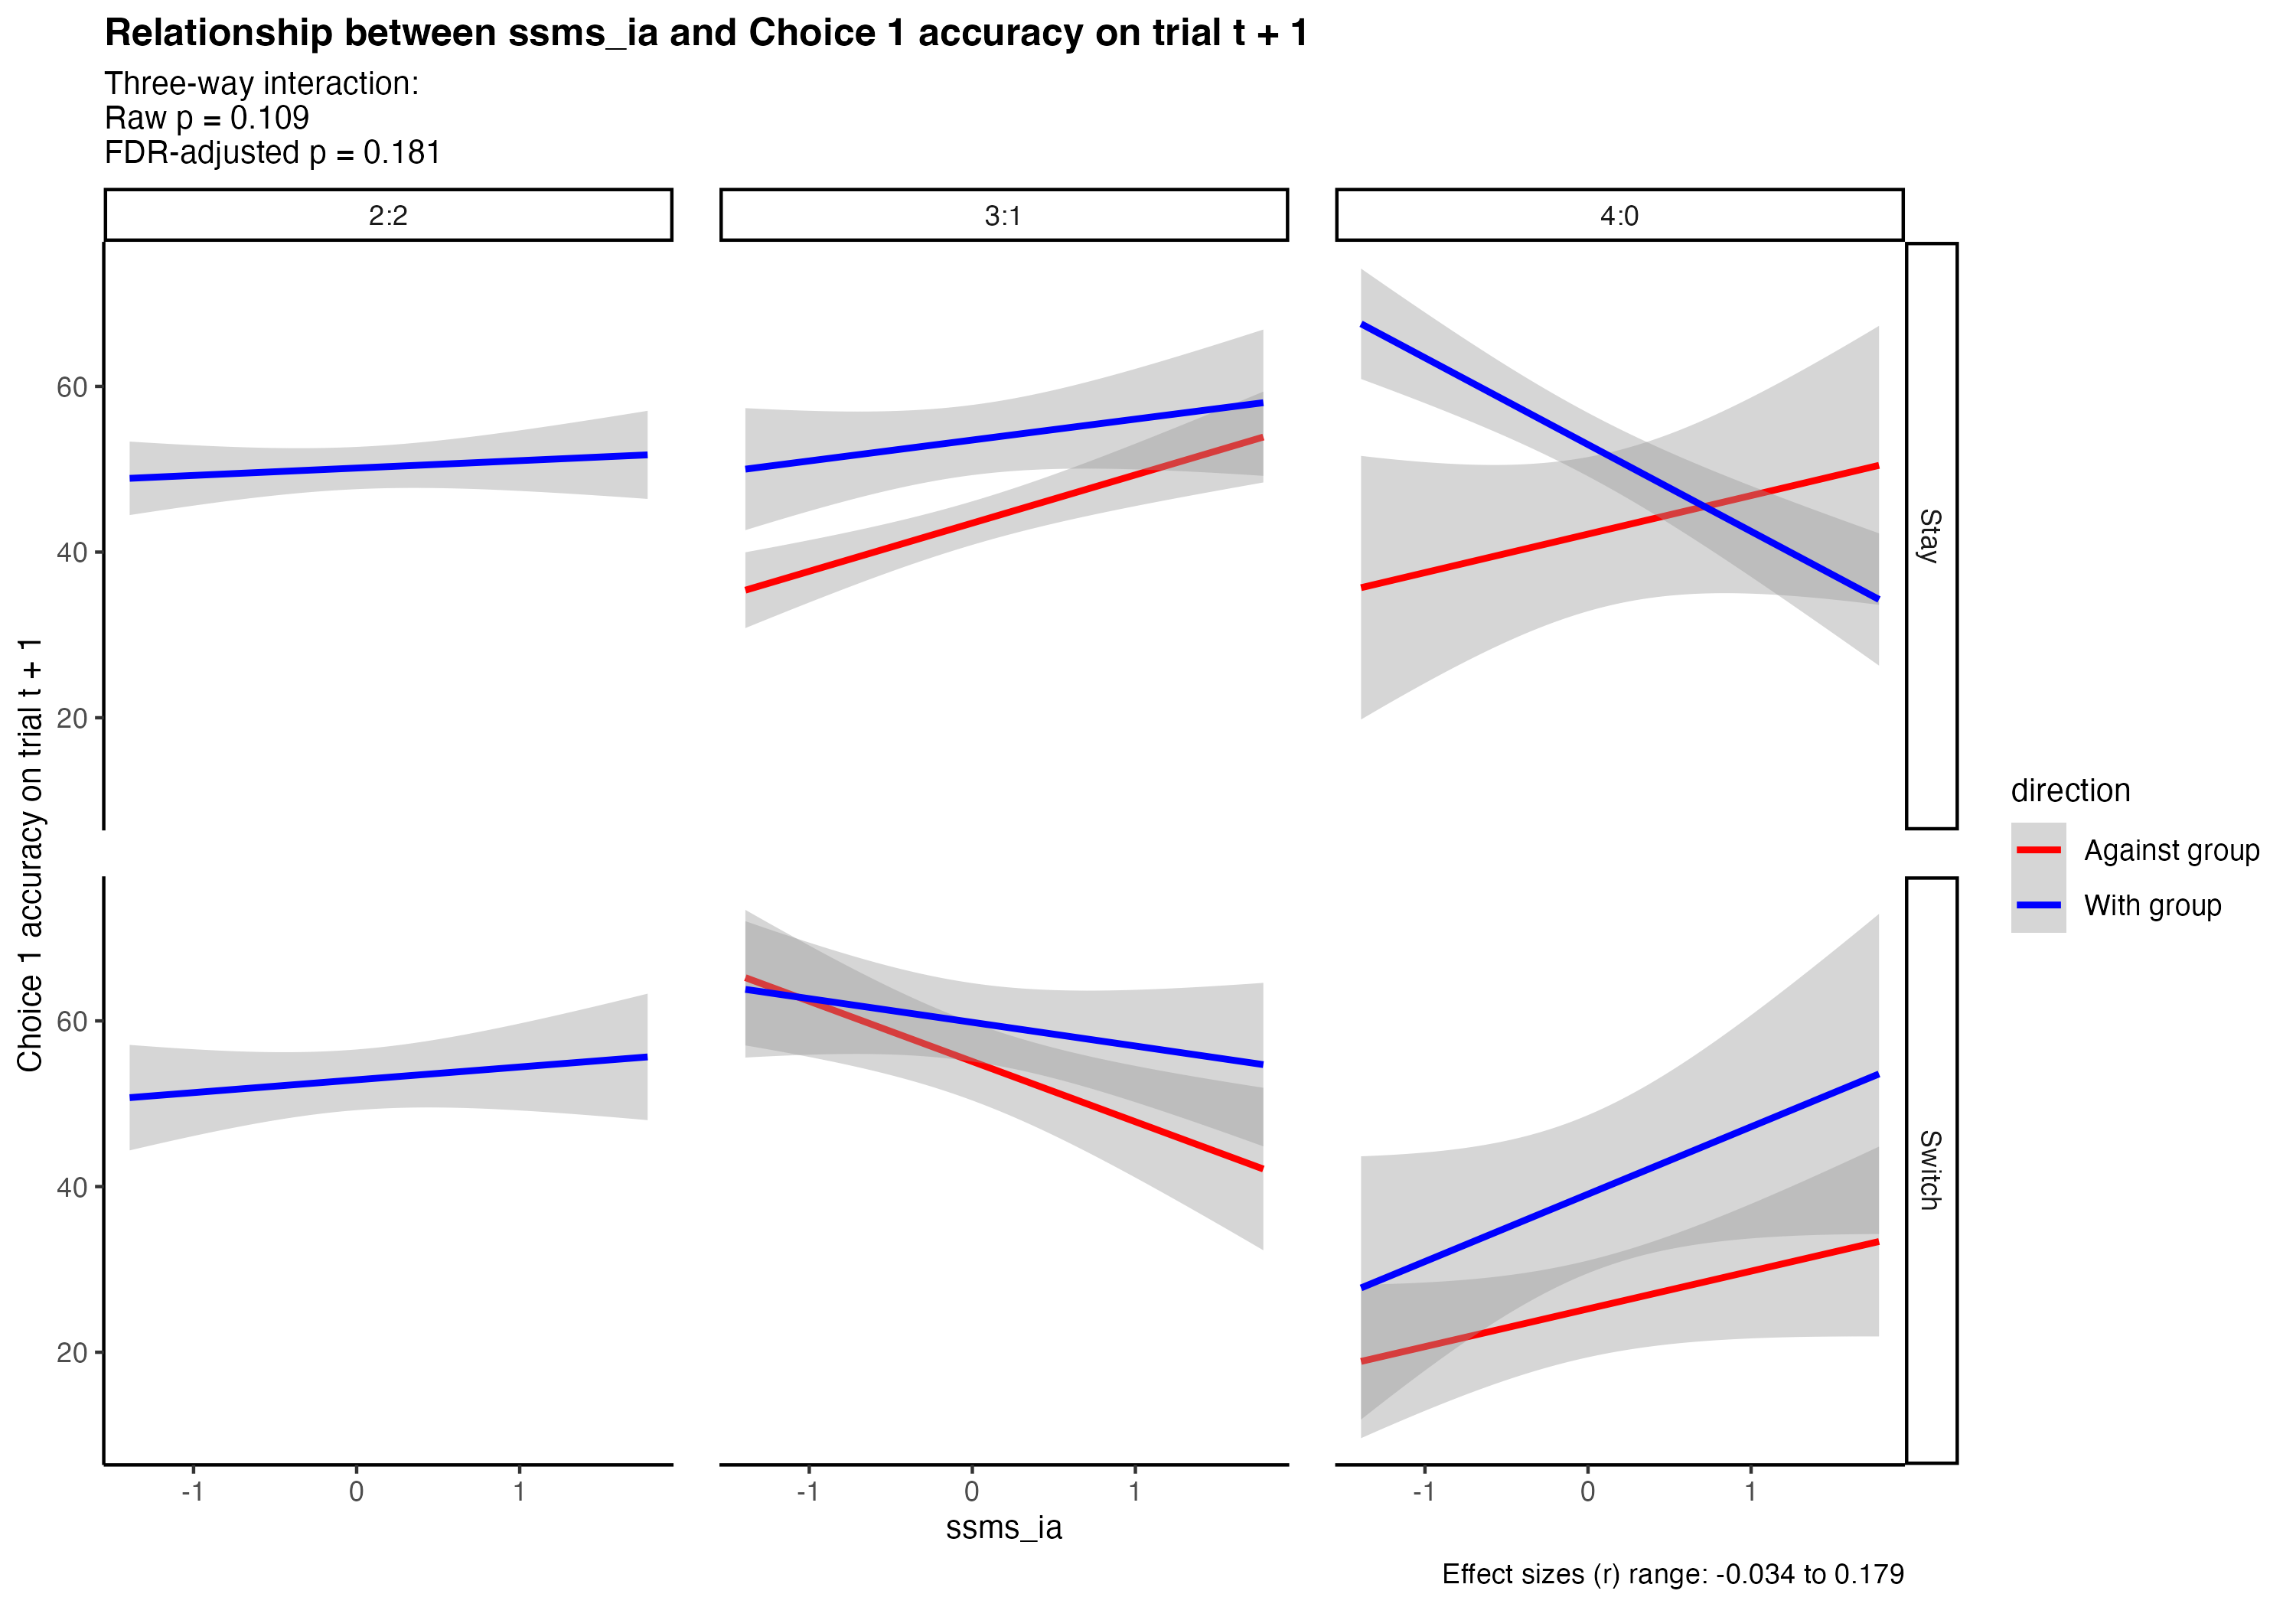 Relationship between ssms_ia and Choice 1 accuracy on trial t + 1
Three-way interaction:
Raw p = 0.109
FDR-adjusted p = 0.181
2:2
3:1
4:0
60
40
20
Stay
60
40
20
Switch
Choice 1 accuracy on trial t + 1
-1
0
1
-1
0
1
-1
0
1
ssms_ia
direction
Against group
With group
Effect sizes (r) range: -0.034 to 0.179